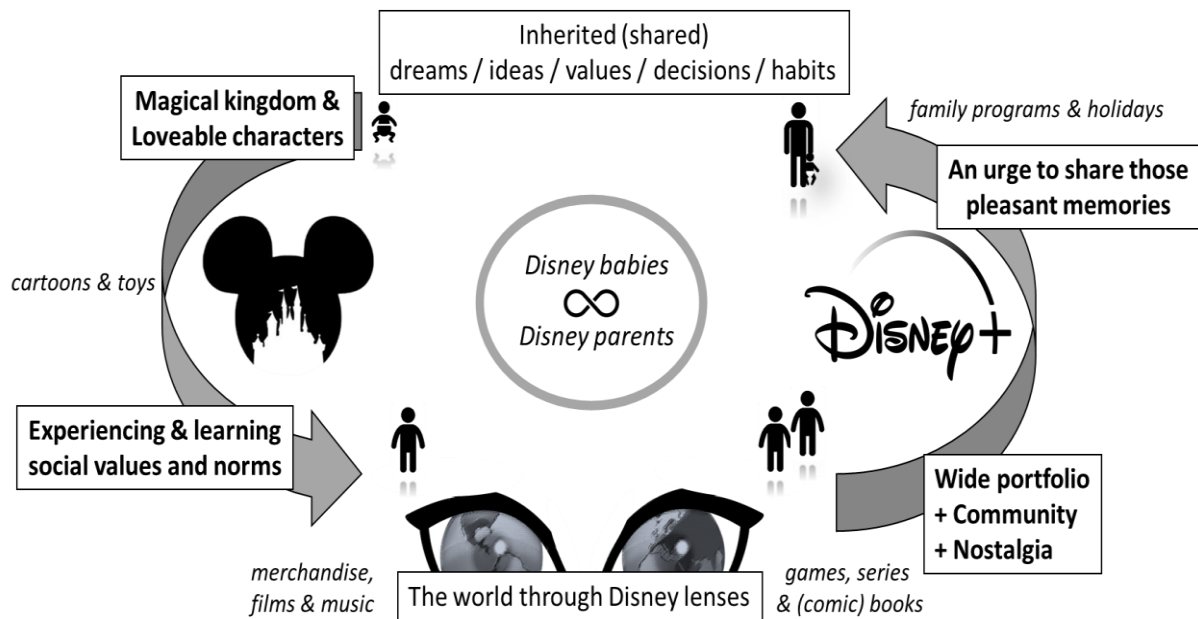 Inherited (shared)
dreams / ideas / values / decisions / habits
Magical kingdom &
Loveable characters
family programs & holidays
An urge to share those
pleasant memories
cartoons & toys
Disney babies
∞
Disney parents
Disney+
Experiencing & learning
social values and norms
Wide portfolio
+ Community
+ Nostalgia
merchandise,
films & music
The world through Disney lenses
games, series
& (comic) books